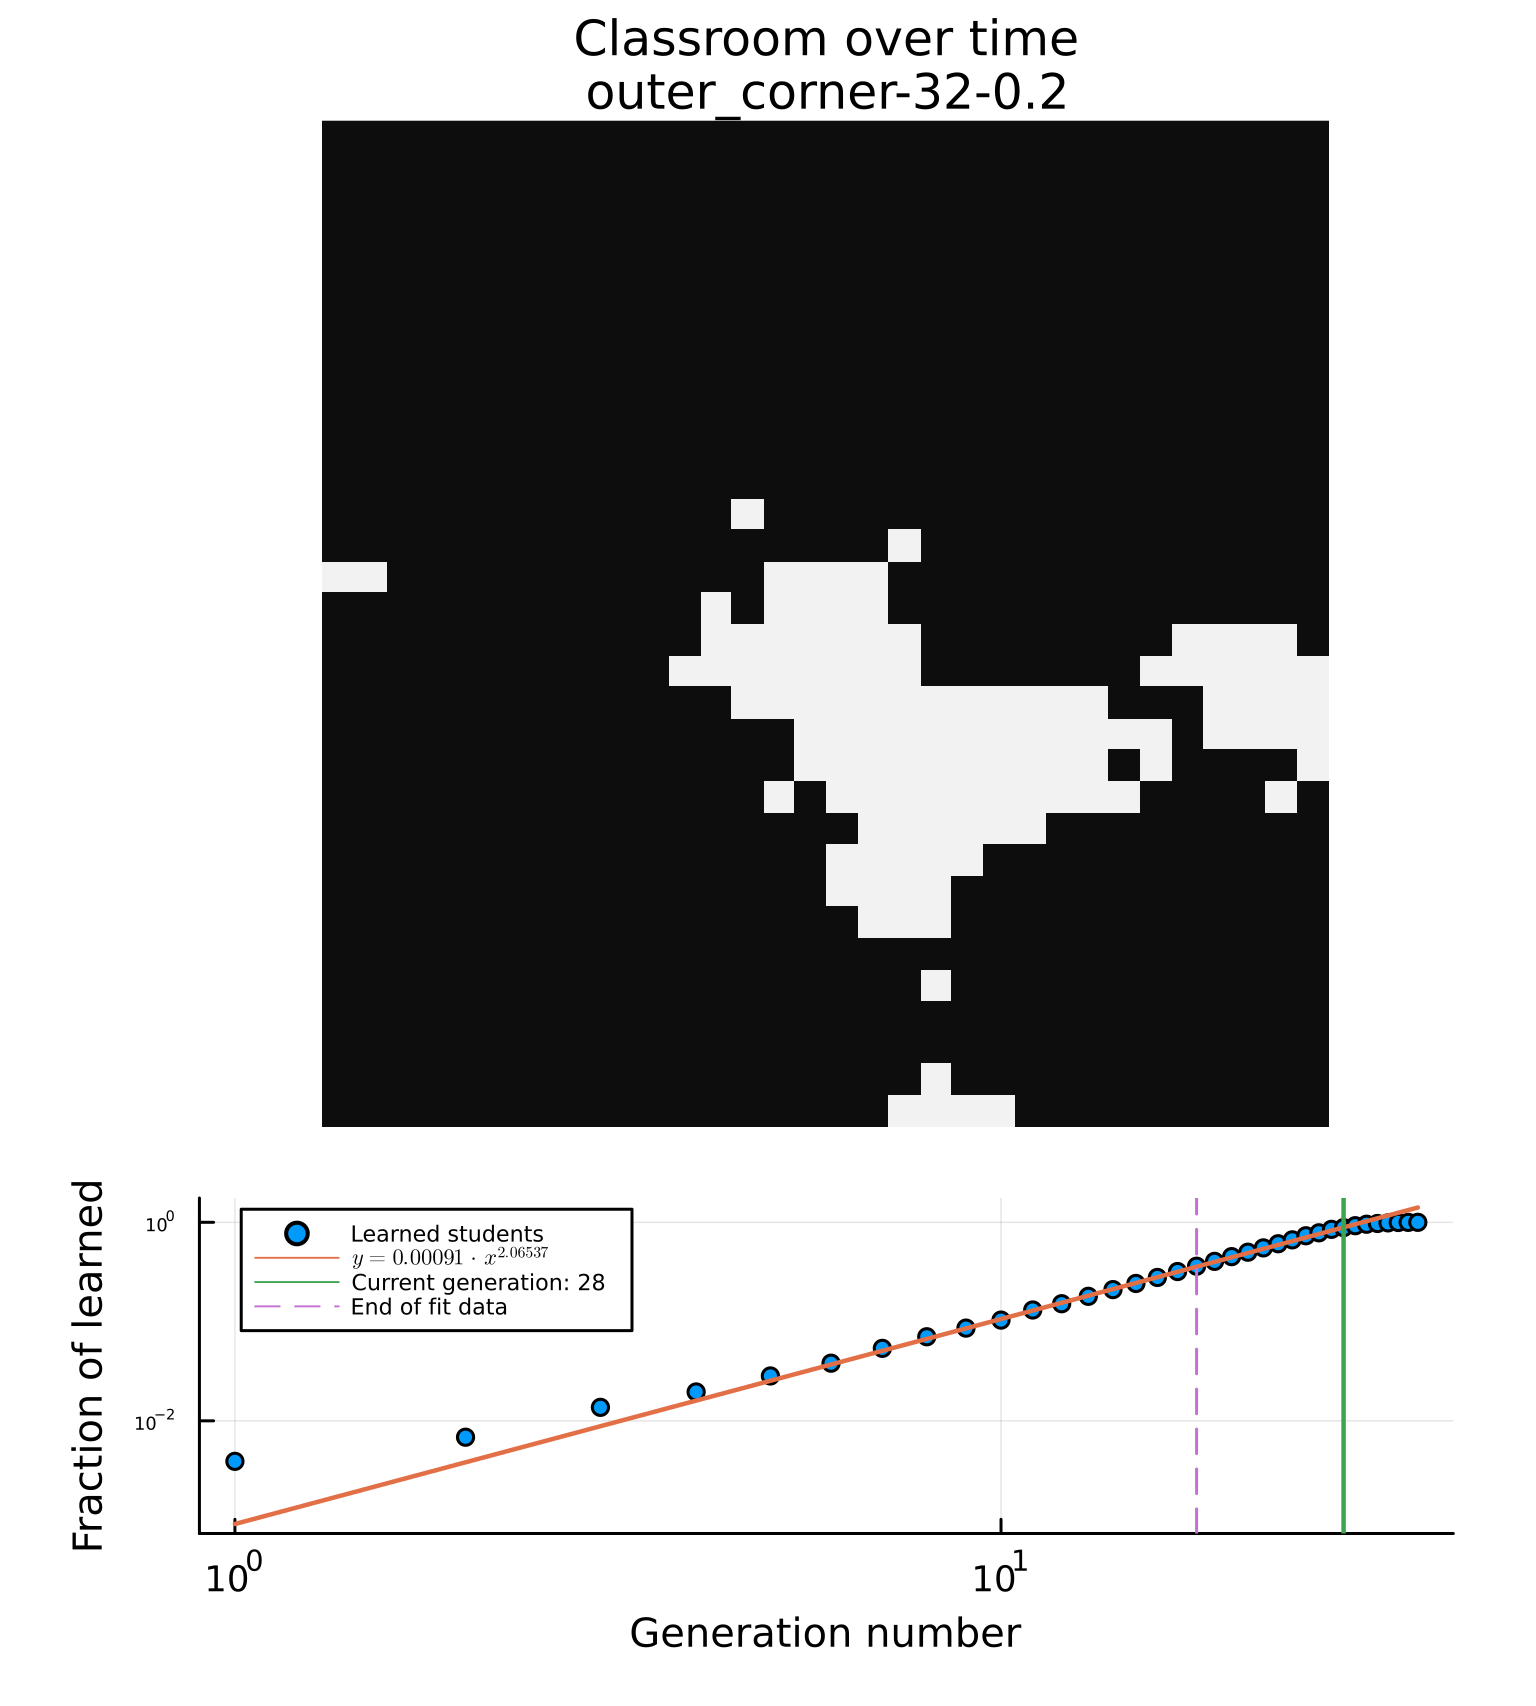 Classroom over time
outer_corner-32-0.2
Fraction of learned
10⁰
10⁻²
Learned students
y = 0.00091 · x^2.06537
Current generation: 28
End of fit data
10⁰
10¹
Generation number